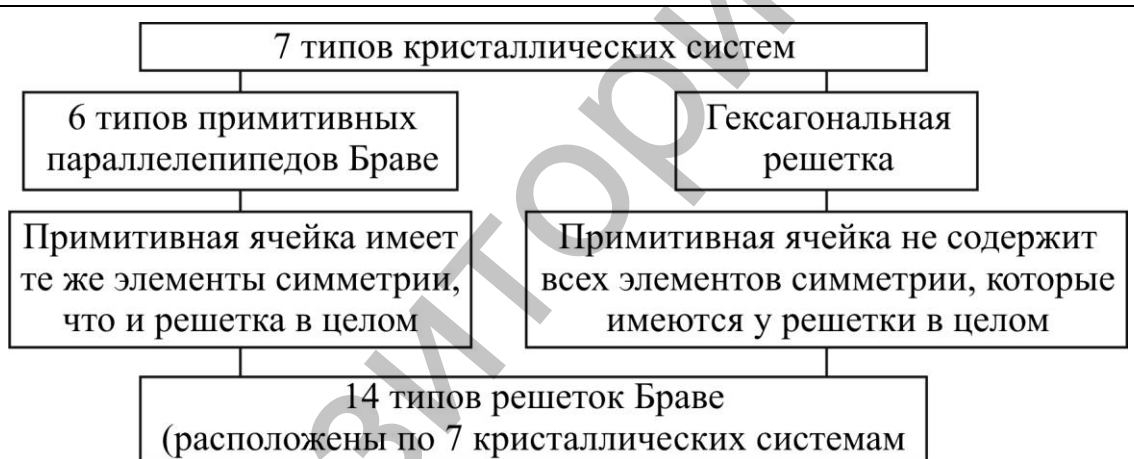 7 типов кристаллических систем
6 типов примитивных
параллелепипедов Браве
Гексагональная
решетка
Примитивная ячейка имеет
те же элементы симметрии,
что и решетка в целом
Примитивная ячейка не содержит
всех элементов симметрии, которые
имеются у решетки в целом
14 типов решеток Браве
(расположены по 7 кристаллических системам
зитори